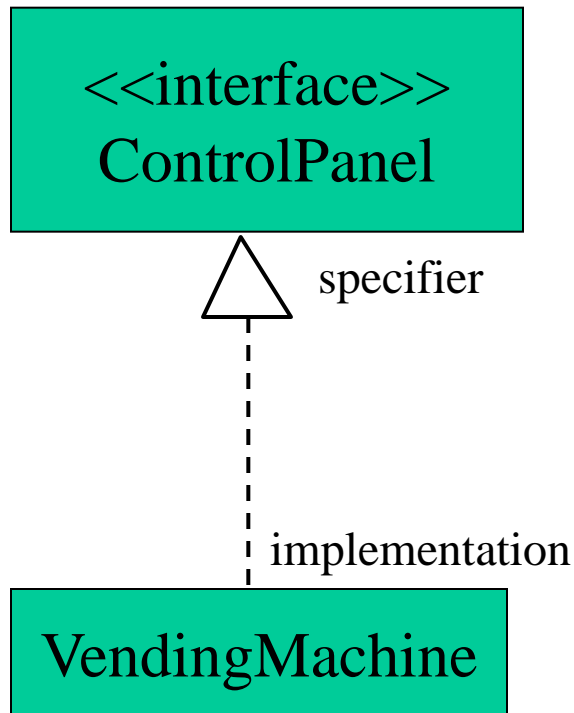 <<interface>>
ControlPanel
specifier
implementation
VendingMachine